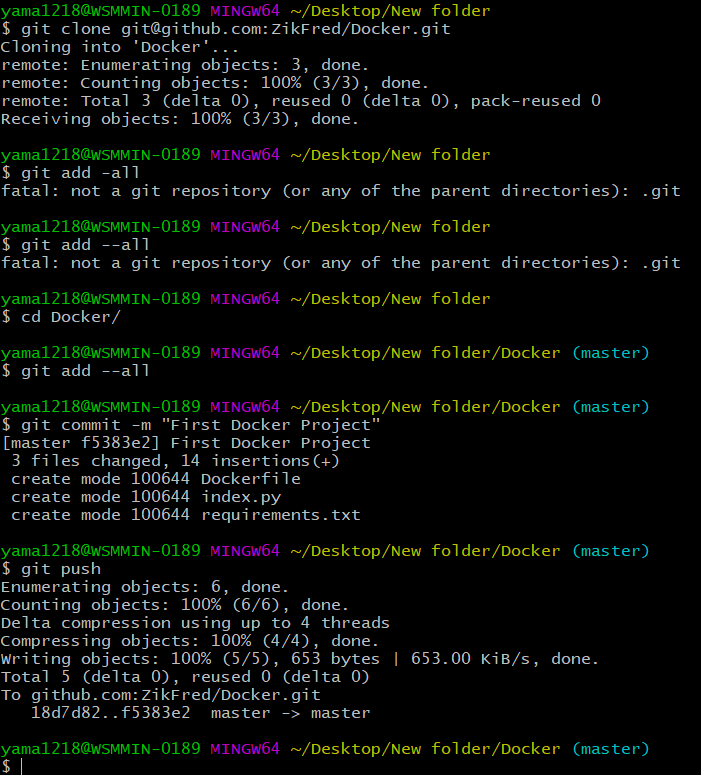 yama1218@WSMMIN-0189 MINGW64 ~/Desktop/New folder
$ git clone git@github.com:ZikFred/Docker.git
Cloning into 'Docker'...
remote: Enumerating objects: 3, done.
remote: Counting objects: 100% (3/3), done.
remote: Total 3 (delta 0), reused 0 (delta 0), pack-reused 0
Receiving objects: 100% (3/3), done.
yama1218@WSMMIN-0189 MINGW64 ~/Desktop/New folder
$ git add -all
fatal: not a git repository (or any of the parent directories): .git
yama1218@WSMMIN-0189 MINGW64 ~/Desktop/New folder
$ git add --all
fatal: not a git repository (or any of the parent directories): .git
yama1218@WSMMIN-0189 MINGW64 ~/Desktop/New folder
$ cd Docker/
yama1218@WSMMIN-0189 MINGW64 ~/Desktop/New folder/Docker (master)
$ git add --all
yama1218@WSMMIN-0189 MINGW64 ~/Desktop/New folder/Docker (master)
$ git commit -m "First Docker Project"
[master f5383e2] First Docker Project
 3 files changed, 14 insertions(+)
 create mode 100644 Dockerfile
 create mode 100644 index.py
 create mode 100644 requirements.txt
yama1218@WSMMIN-0189 MINGW64 ~/Desktop/New folder/Docker (master)
$ git push
Enumerating objects: 6, done.
Counting objects: 100% (6/6), done.
Delta compression using up to 4 threads
Compressing objects: 100% (4/4), done.
Writing objects: 100% (5/5), 653 bytes | 653.00 KiB/s, done.
Total 5 (delta 0), reused 0 (delta 0)
To github.com:ZikFred/Docker.git
   18d7d82..f5383e2  master -> master
yama1218@WSMMIN-0189 MINGW64 ~/Desktop/New folder/Docker (master)
$